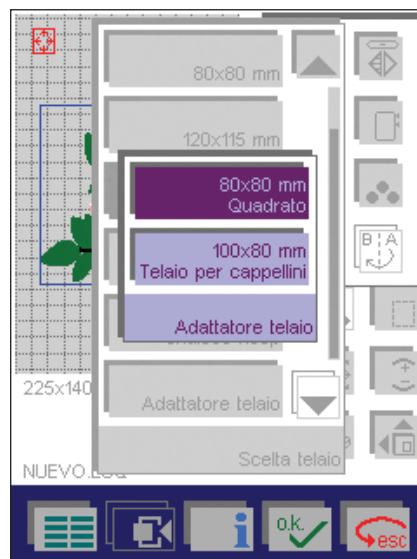 80x80 mm
120x115 mm
80x80 mm
Quadrato
100x80 mm
Telaio per cappellini
Adattatore telaio
225x140
Adattatore telaio
Scelta telaio
B A
o.k.
i
esc